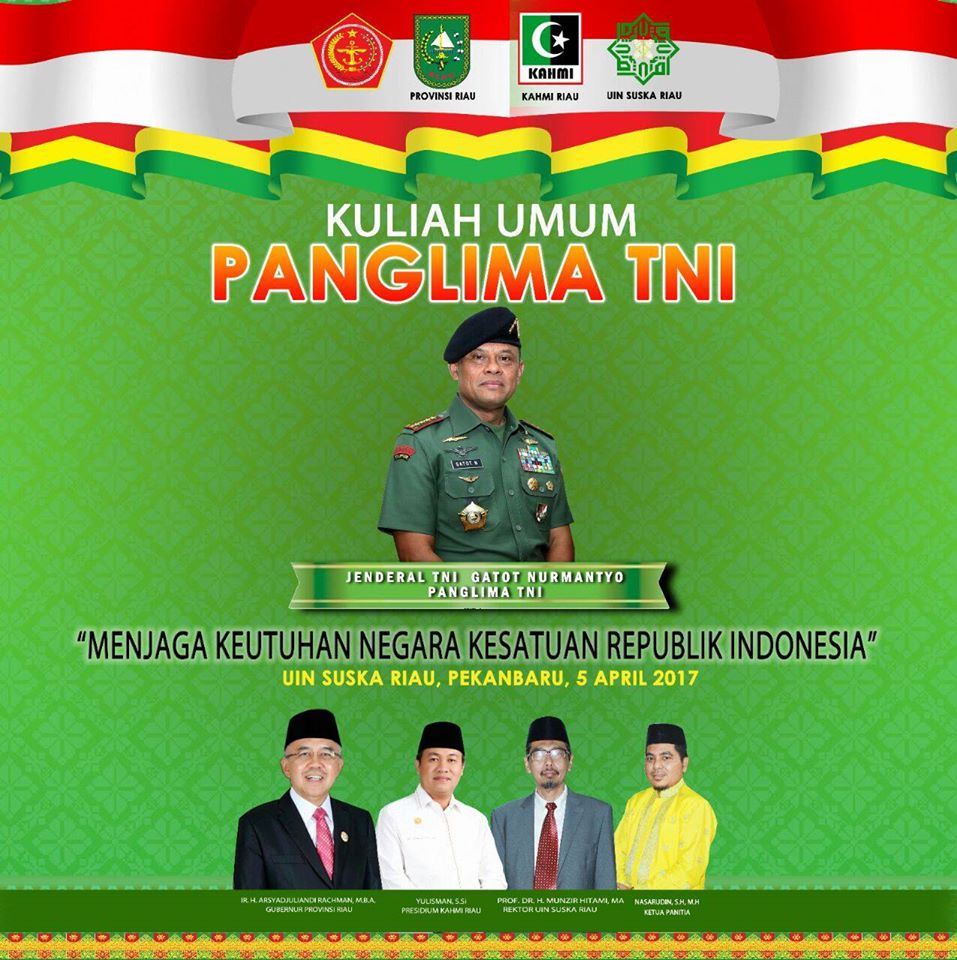 KAHMI
PROVINSI RIAU
KAHMI RIAU
UIN SUSKA RIAU
KULIAH UMUM
PANGLIMA TNI
GATOT N
JENDERAL TNI GATOT NURMANTYO
PANGLIMA TNI
“MENJAGA KEUTUHAN NEGARA KESATUAN REPUBLIK INDONESIA”
UIN SUSKA RIAU, PEKANBARU, 5 APRIL 2017
IR. H. ARSYADJULIANDI RACHMAN, M.B.A.
GUBERNUR PROVINSI RIAU
YULISMAN, S.Si
PRESIDIUM KAHMI RIAU
PROF. DR. H. MUNZIR HITAMI, MA
REKTOR UIN SUSKA RIAU
NASARUDIN, S.H, M.H
KETUA PANITIA